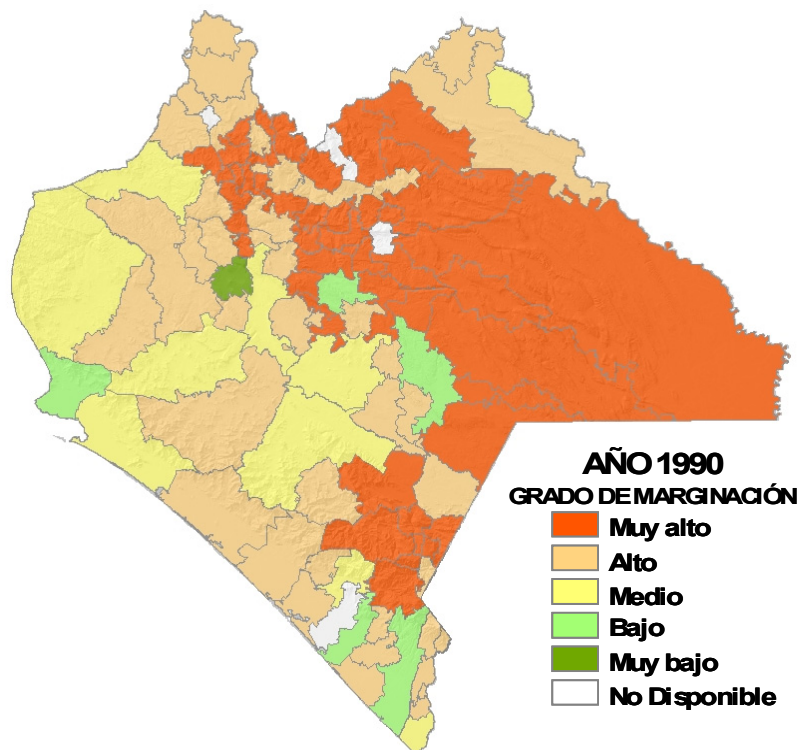 AÑO 1990
GRADO DE MARGINACIÓN
Muy alto
Alto
Medio
Bajo
Muy bajo
No Disponible